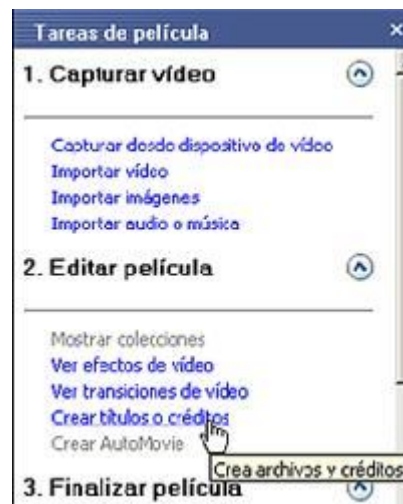 Tareas de película
1. Capturar vídeo
Capturar desde dispositivo de vídeo
Importar vídeo
Importar imágenes
Importar audio o música
2. Editar película
Mostrar colecciones
Ver efectos de vídeo
Ver transiciones de vídeo
Crear títulos o créditos
Crear AutoMovie
Crea archivos y créditos
3. Finalizar película